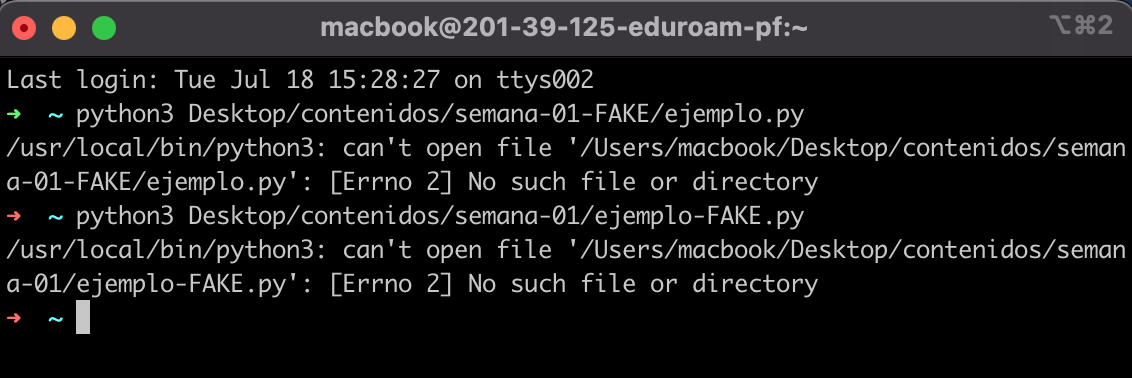 macbook@201-39-125-eduroam-pf:~
⌥⌘2
Last login: Tue Jul 18 15:28:27 on ttys002
➜  ~ python3 Desktop/contenidos/semana-01-FAKE/ejemplo.py
/usr/local/bin/python3: can't open file '/Users/macbook/Desktop/contenidos/seman
a-01-FAKE/ejemplo.py': [Errno 2] No such file or directory
➜  ~ python3 Desktop/contenidos/semana-01/ejemplo-FAKE.py
/usr/local/bin/python3: can't open file '/Users/macbook/Desktop/contenidos/seman
a-01/ejemplo-FAKE.py': [Errno 2] No such file or directory
➜  ~